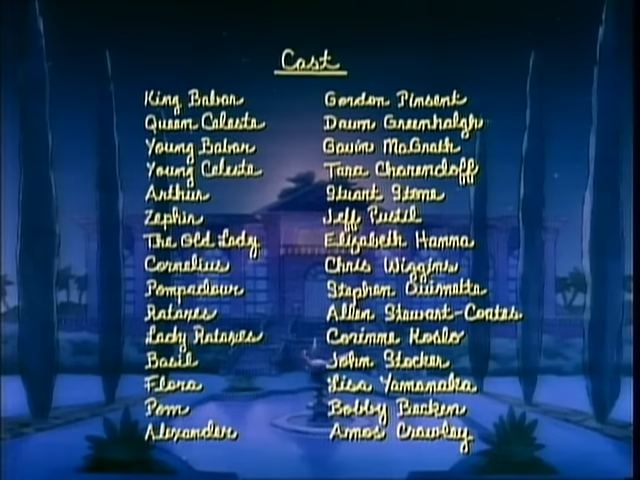 Cast
King Babar Gordon Pinsent
Queen Celeste Dawn Greenhalgh
Young Babar Gavin MaGrath
Young Celeste Tara Charendoff
Arthur Stuart Stone
Zephir Jeff Pustil
The Old Lady Elizabeth Hanna
Cornelius Chris Wiggins
Pompadour Stephen Ouimette
Rataxes Allen Stewart-Coates
Lady Rataxes Corinne Koslo
Basil John Stocker
Flora Lisa Yamanaka
Pom Bobby Becken
Alexander Amos Crawley